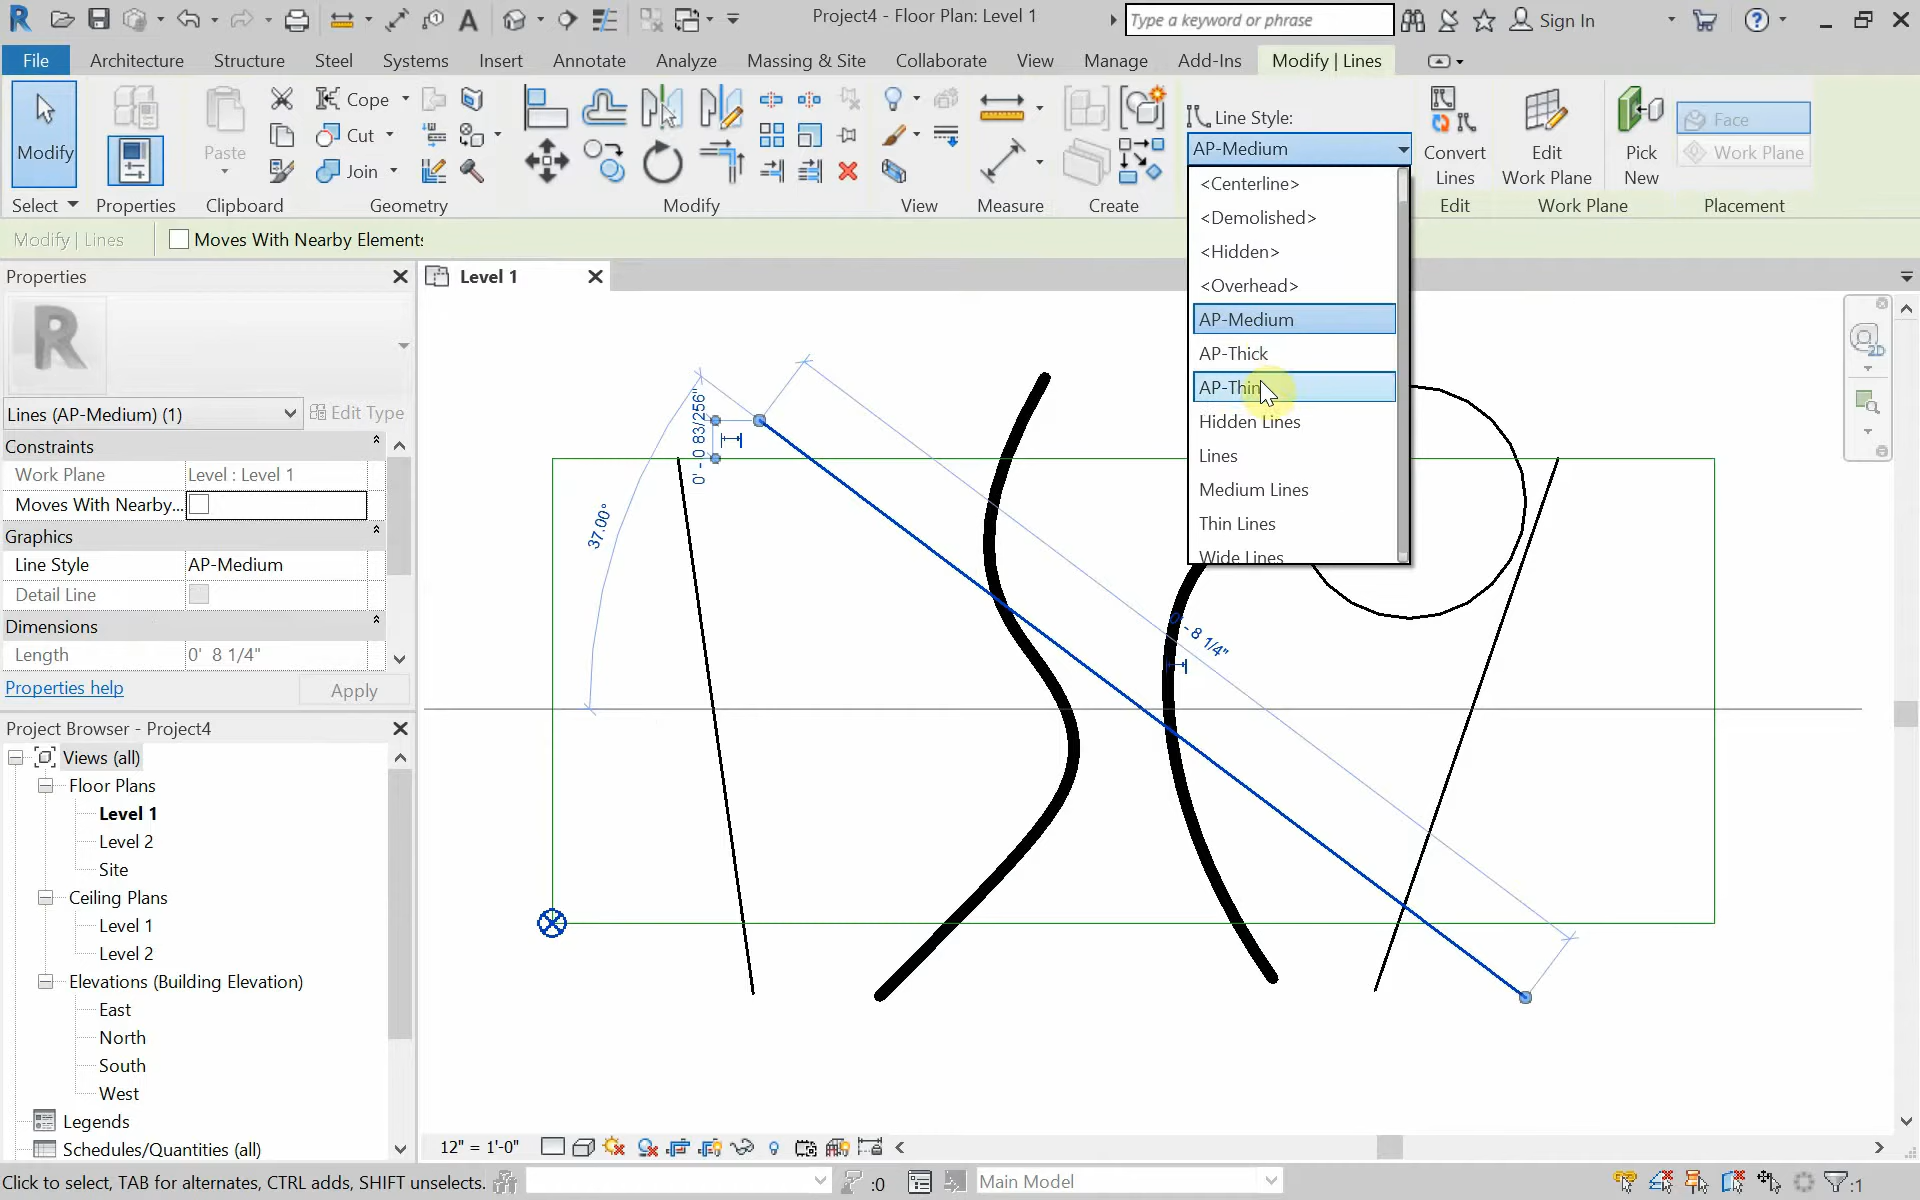 Project4 - Floor Plan: Level 1
Type a keyword or phrase
Sign In
File
Architecture
Structure
Steel
Systems
Insert
Annotate
Analyze
Massing & Site
Collaborate
View
Manage
Add-Ins
Modify | Lines
Modify
Paste
Cope
Cut
Join
Line Style:
AP-Medium
Convert
Lines
Edit
Work Plane
Pick
New
Face
Work Plane
Select
Properties
Clipboard
Geometry
Modify
View
Measure
Create
Edit
Work Plane
Placement
Modify | Lines
Moves With Nearby Elements
<Centerline>
<Demolished>
<Hidden>
<Overhead>
AP-Medium
AP-Thick
AP-Thin
Hidden Lines
Lines
Medium Lines
Thin Lines
Wide Lines
Properties
Level 1
R
2D
Lines (AP-Medium) (1)
Edit Type
Constraints
Work Plane
Level : Level 1
Moves With Nearby...
Graphics
Line Style
AP-Medium
Detail Line
Dimensions
Length
0'  8 1/4"
Properties help
Apply
0' - 0 83/256"
37.00°
0' - 8 1/4"
Project Browser - Project4
Views (all)
Floor Plans
Level 1
Level 2
Site
Ceiling Plans
Level 1
Level 2
Elevations (Building Elevation)
East
North
South
West
Legends
Schedules/Quantities (all)
12" = 1'-0"
Click to select, TAB for alternates, CTRL adds, SHIFT unselects.
:0
Main Model
:1